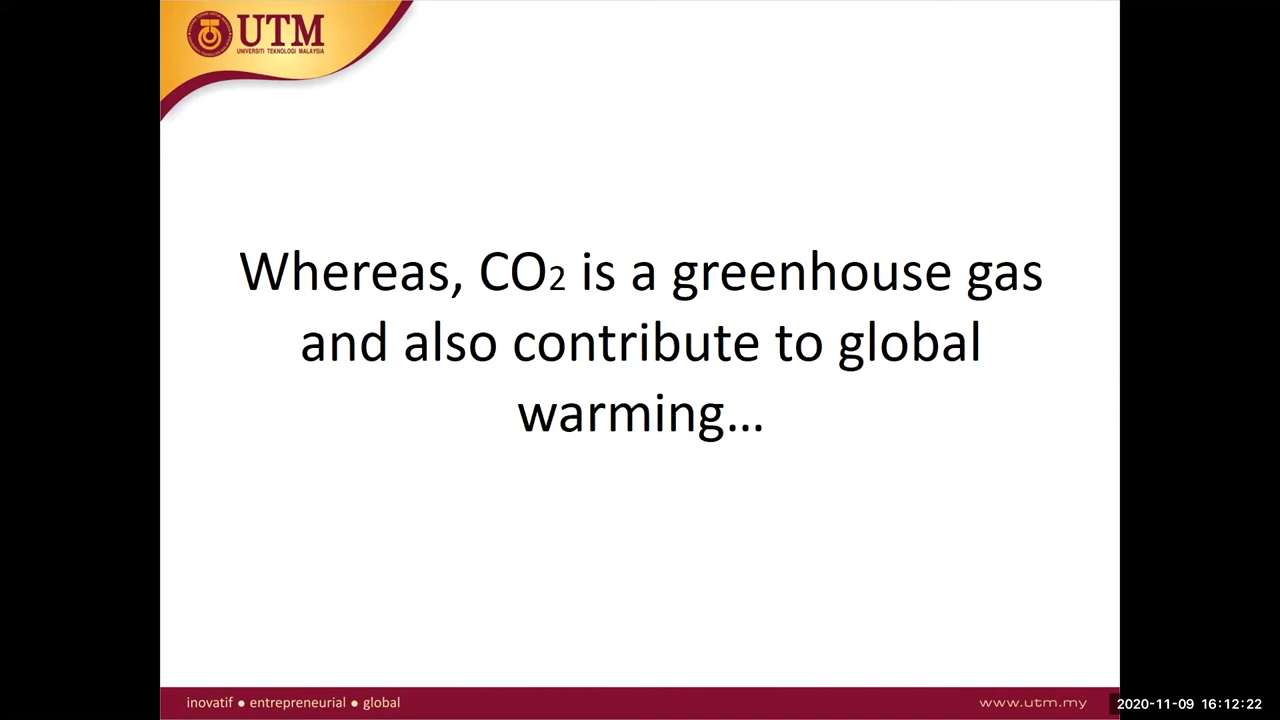 UTM
UNIVERSITI TEKNOLOGI MALAYSIA
Whereas, CO₂ is a greenhouse gas
and also contribute to global
warming...
inovatif ● entrepreneurial ● global
www.utm.my
2020-11-09 16:12:22